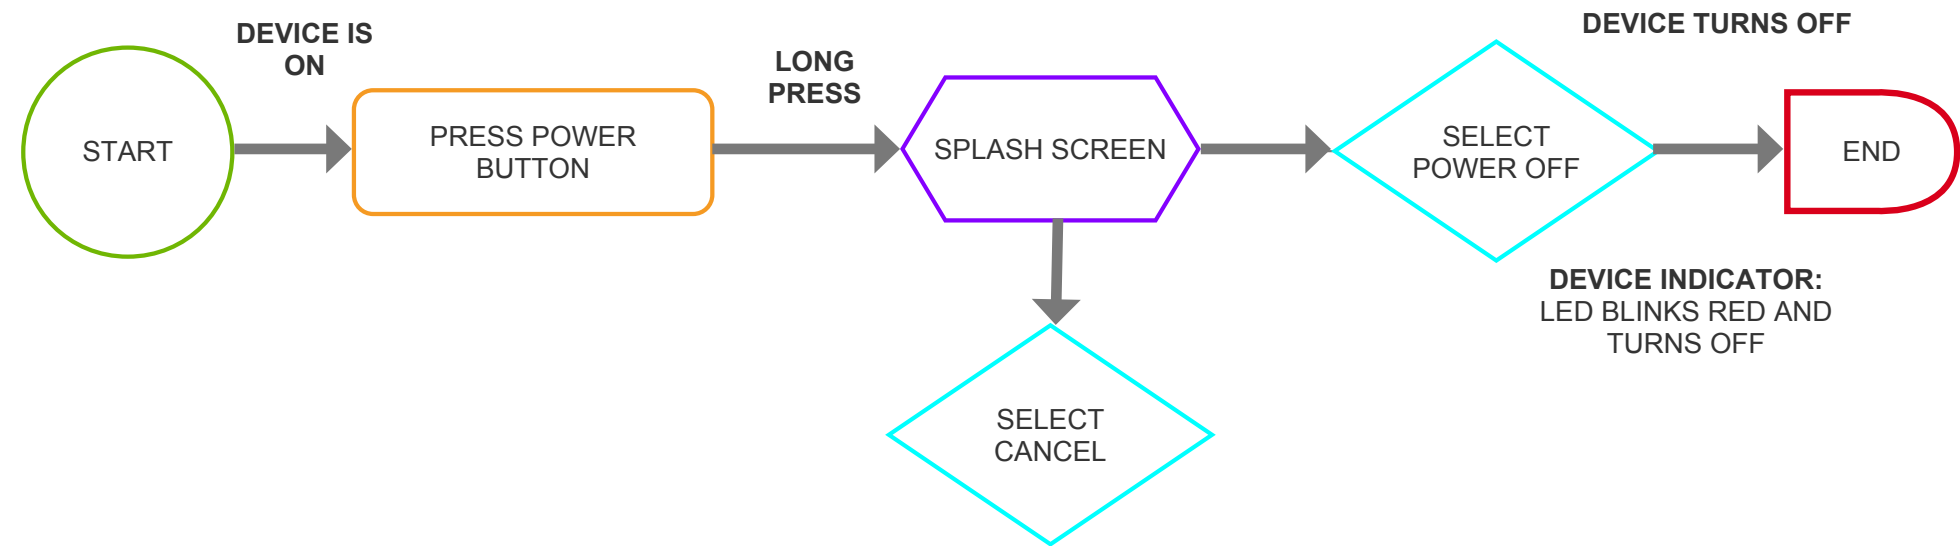 START
DEVICE IS
ON
PRESS POWER
BUTTON
LONG
PRESS
SPLASH SCREEN
SELECT
POWER OFF
DEVICE TURNS OFF
END
DEVICE INDICATOR:
LED BLINKS RED AND
TURNS OFF
SELECT
CANCEL